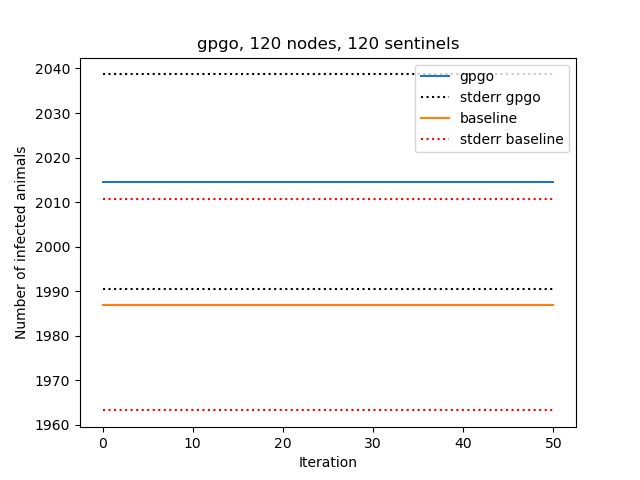 gpgo, 120 nodes, 120 sentinels
2040
2030
2020
2010
2000
1990
1980
1970
1960
Number of infected animals
gpgo
stderr gpgo
baseline
stderr baseline
0 10 20 30 40 50
Iteration